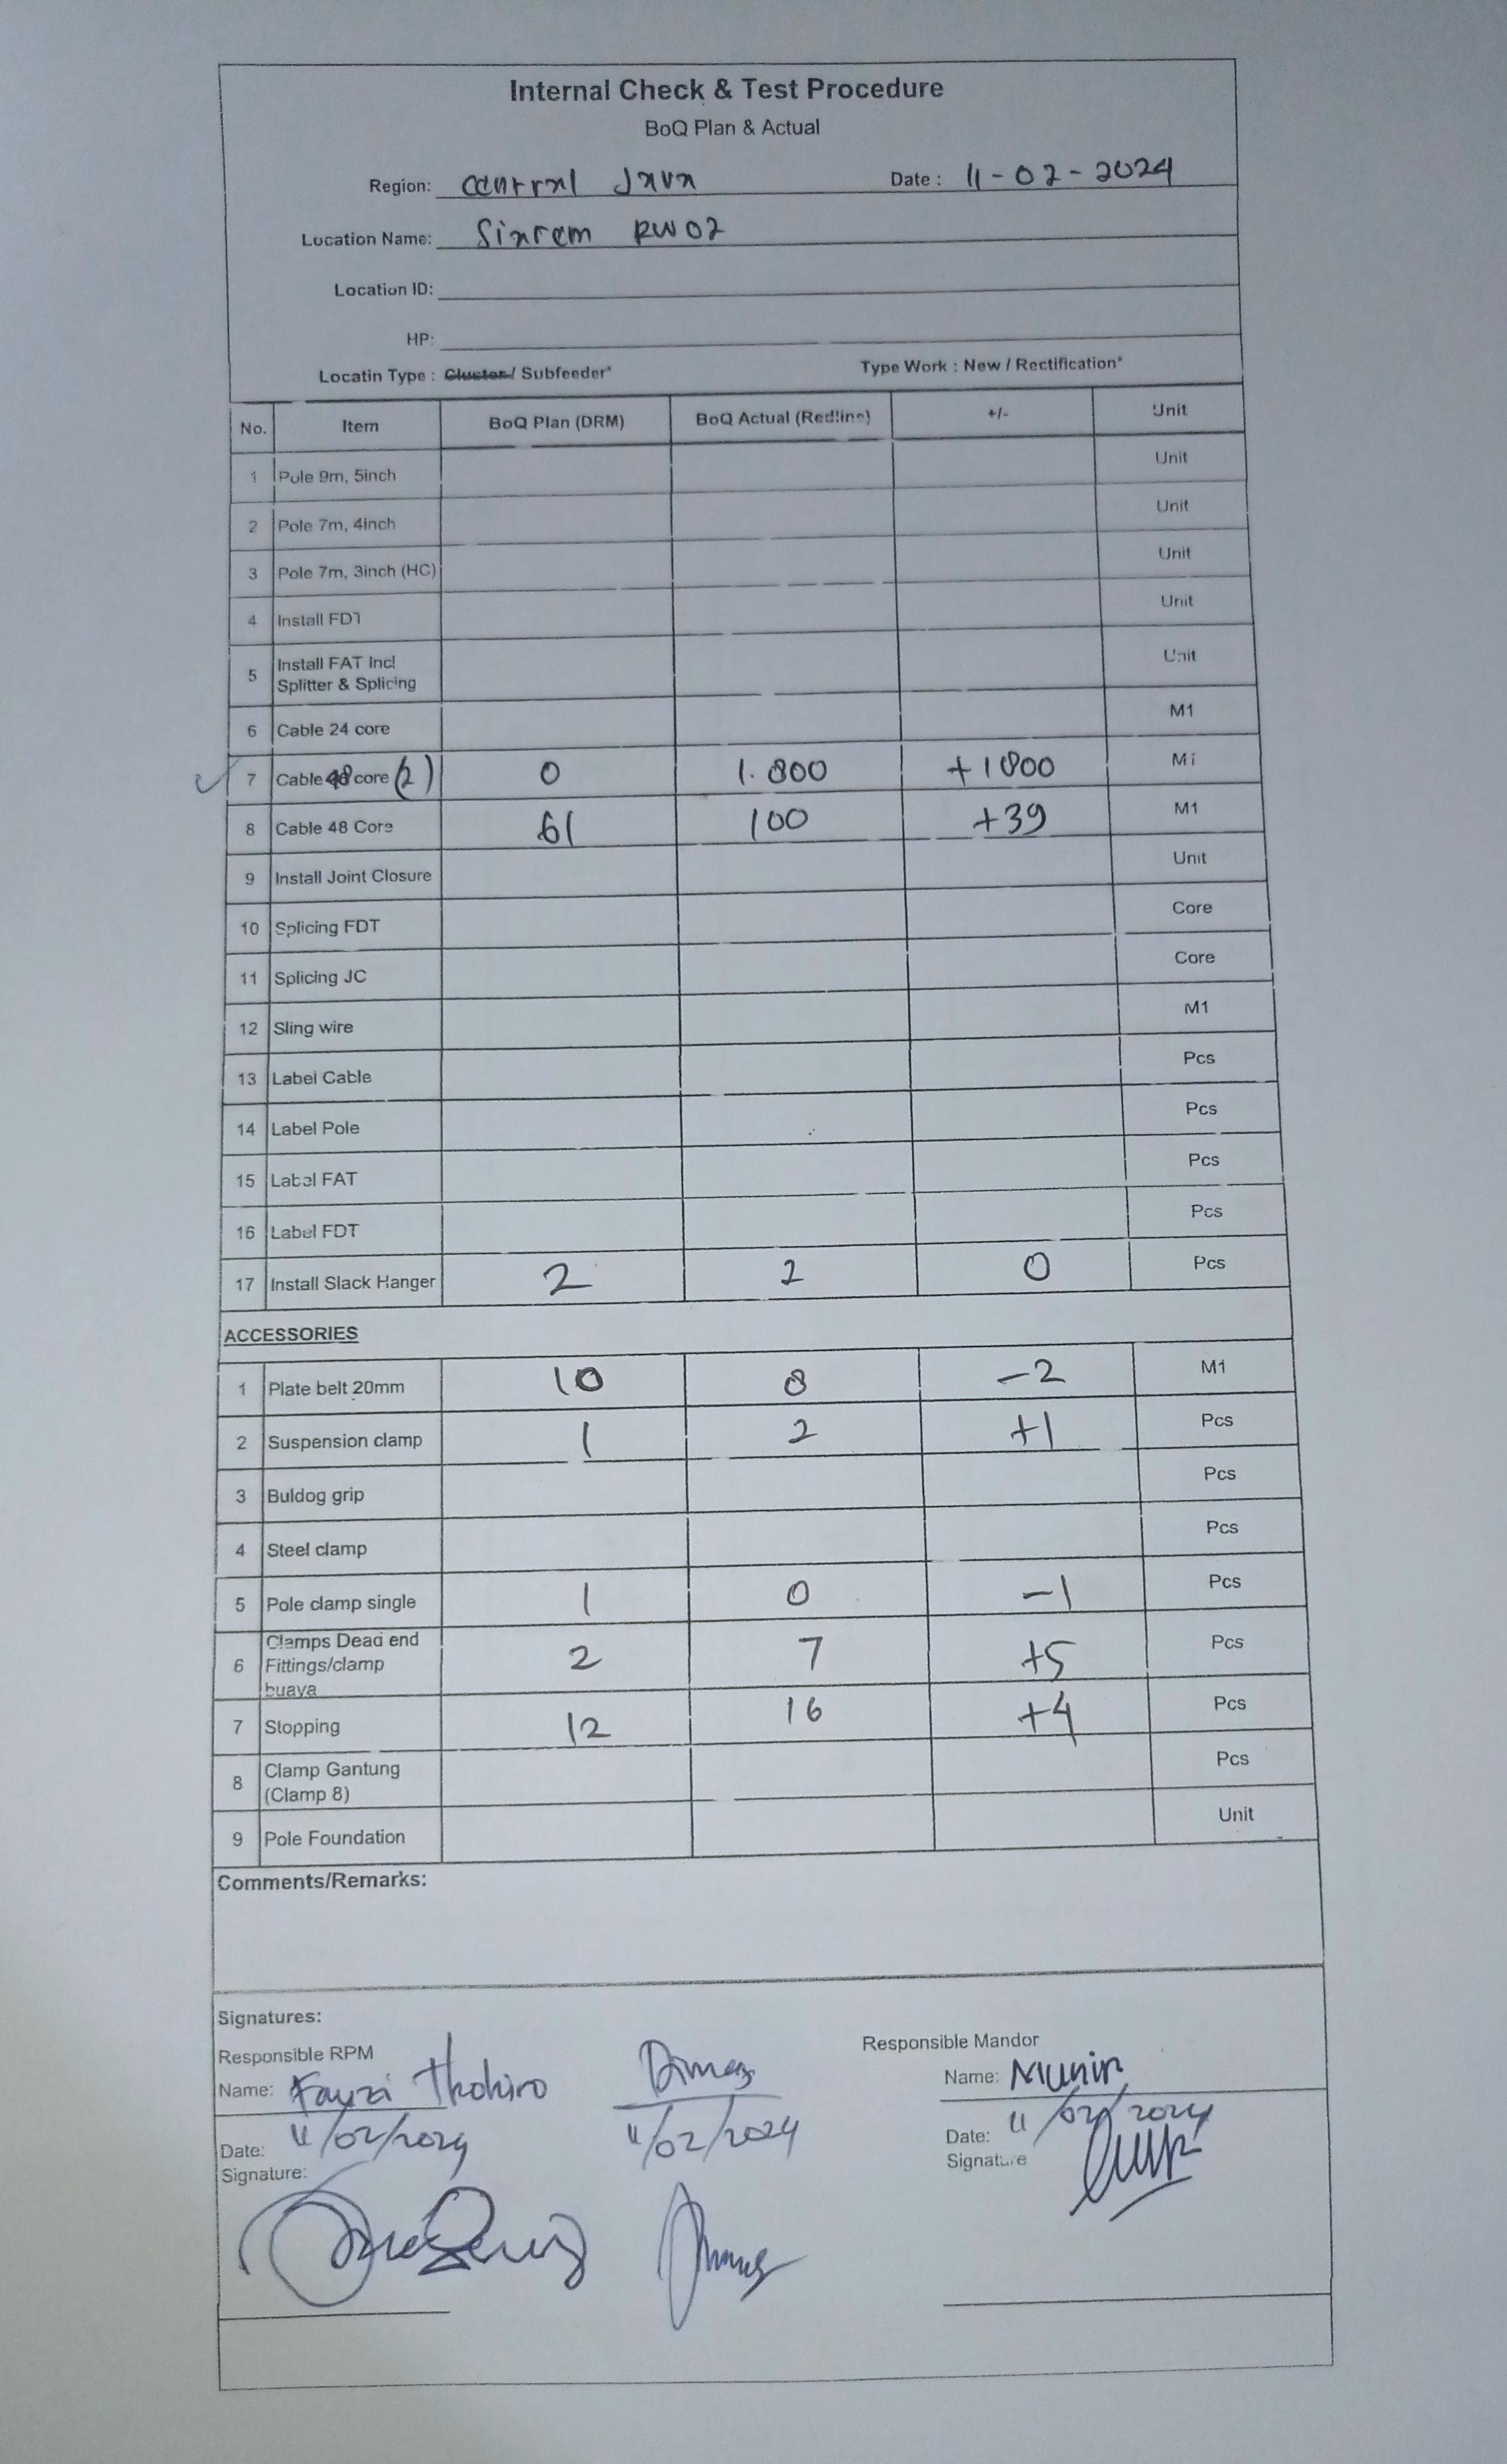 Internal Check & Test Procedure
BoQ Plan & Actual
Region: Central Java Date : 11-02-2024
Location Name: Siarem RW02
Location ID:
HP:
Locatin Type : Cluster / Subfeeder* Type Work : New / Rectification*
No. Item BoQ Plan (DRM) BoQ Actual (Redline) +/- Unit
1 Pole 9m, 5inch Unit
2 Pole 7m, 4inch Unit
3 Pole 7m, 3inch (HC) Unit
4 Install FDT Unit
5 Install FAT Incl Splitter & Splicing Unit
6 Cable 24 core M1
7 Cable 48 core (2) 0 1.800 +1800 M1
8 Cable 48 Core 61 100 +39 M1
9 Install Joint Closure Unit
10 Splicing FDT Core
11 Splicing JC Core
12 Sling wire M1
13 Label Cable Pcs
14 Label Pole Pcs
15 Label FAT Pcs
16 Label FDT Pcs
17 Install Slack Hanger 2 2 0 Pcs
ACCESSORIES
1 Plate belt 20mm 10 8 -2 M1
2 Suspension clamp 1 2 +1 Pcs
3 Buldog grip Pcs
4 Steel clamp Pcs
5 Pole clamp single 1 0 -1 Pcs
6 Clamps Dead end Fittings/clamp buaya 2 7 +5 Pcs
7 Stopping 12 16 +4 Pcs
8 Clamp Gantung (Clamp 8) Pcs
9 Pole Foundation Unit
Comments/Remarks:
Signatures:
Responsible RPM Responsible Mandor
Name: Fauzi Thohiro Dimas Name: Munir
Date: 11/02/2024 11/02/2024 Date: 11/02/2024
Signature: Signature